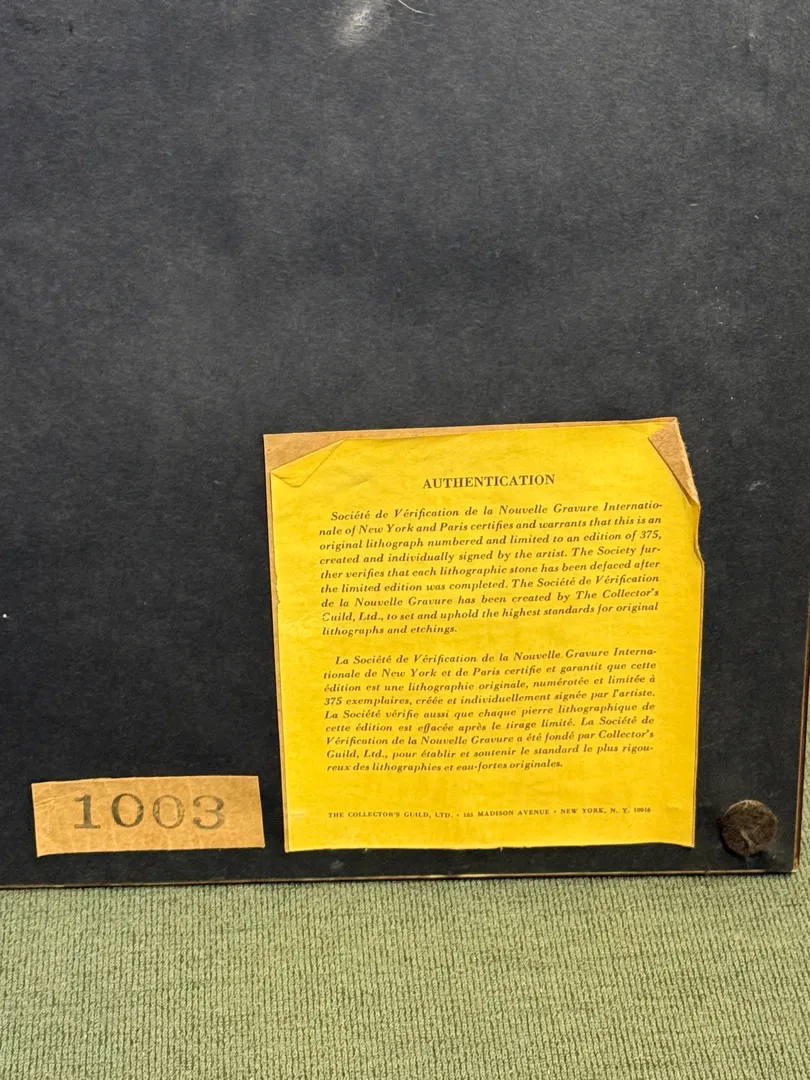 AUTHENTICATION
Société de Vérification de la Nouvelle Gravure Internatio-
nale of New York and Paris certifies and warrants that this is an
original lithograph numbered and limited to an edition of 375,
created and individually signed by the artist. The Society fur-
ther verifies that each lithographic stone has been defaced after
the limited edition was completed. The Société de Vérification
de la Nouvelle Gravure has been created by The Collector's
Guild, Ltd., to set and uphold the highest standards for original
lithographs and etchings.
La Société de Vérification de la Nouvelle Gravure Interna-
tionale de New York et de Paris certifie et garantit que cette
édition est une lithographie originale, numérotée et limitée à
375 exemplaires, créée et individuellement signée par l'artiste.
La Société vérifie aussi que chaque pierre lithographique de
cette édition est effacée après le tirage limité. La Société de
Vérification de la Nouvelle Gravure a été fondé par Collector's
Guild, Ltd., pour établir et soutenir le standard le plus rigou-
reux des lithographies et eau-fortes originales.
THE COLLECTOR'S GUILD, LTD. • 185 MADISON AVENUE • NEW YORK, N. Y. 10016
1003